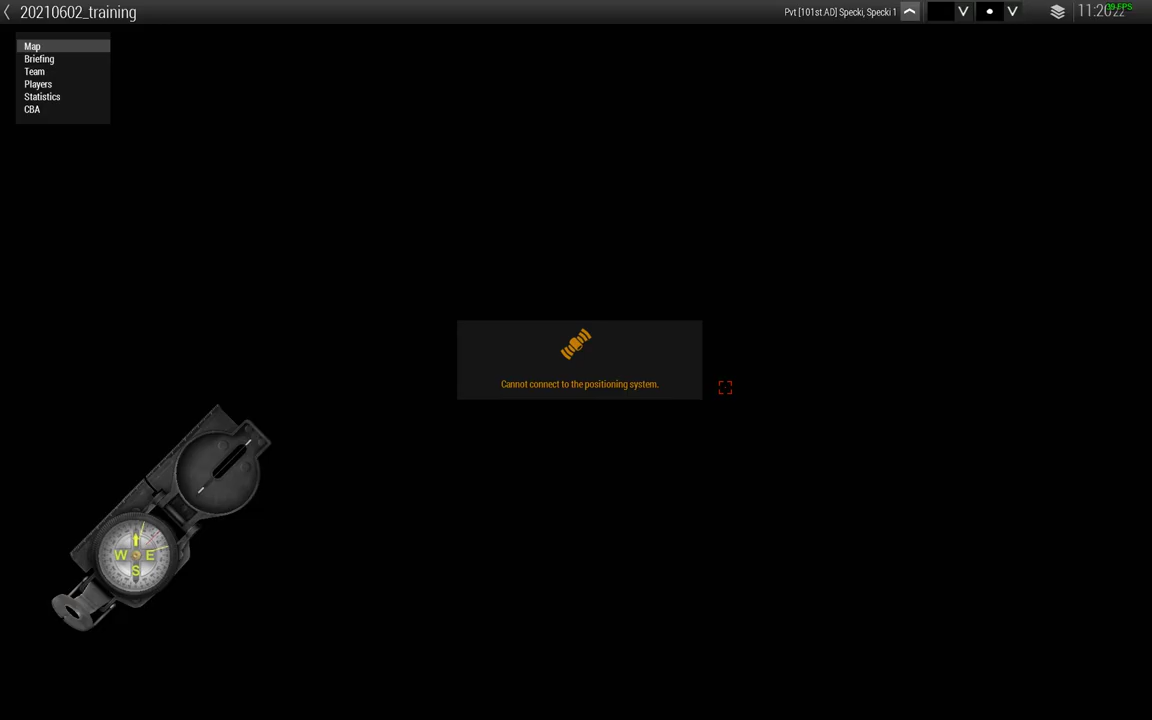 20210602_training
Pvt [101st.AD] Specki, Specki 1
11:20
Map
Briefing
Team
Players
Statistics
CBA
Cannot connect to the positioning system.
W E
S